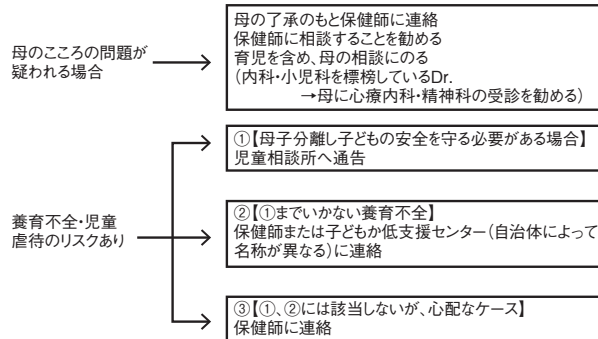 母のこころの問題が
疑われる場合
母の了承のもと保健師に連絡
保健師に相談することを勧める
育児を含め、母の相談にのる
(内科・小児科を標榜しているDr.
→母に心療内科・精神科の受診を勧める)
養育不全・児童
虐待のリスクあり
①【母子分離し子どもの安全を守る必要がある場合】
児童相談所へ通告
②【①までいかない養育不全】
保健師または子どもか低支援センター(自治体によって
名称が異なる)に連絡
③【①、②には該当しないが、心配なケース】
保健師に連絡